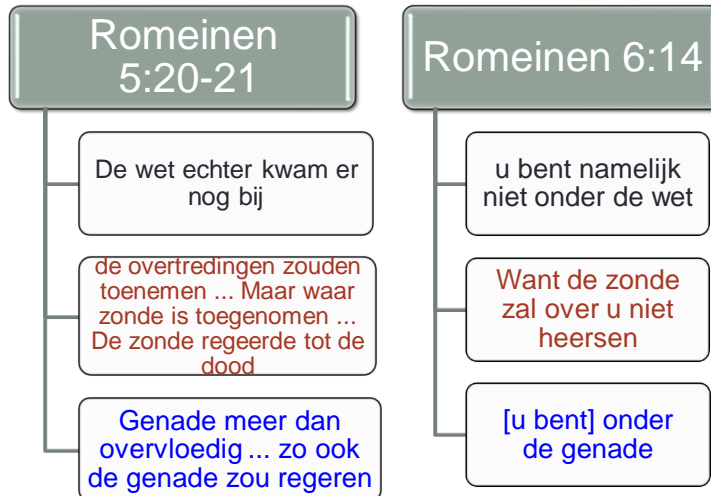 Romeinen
5:20-21
De wet echter kwam er
nog bij
de overtredingen zouden
toenemen ... Maar waar
zonde is toegenomen ...
De zonde regeerde tot de
dood
Genade meer dan
overvloedig ... zo ook
de genade zou regeren
Romeinen 6:14
u bent namelijk
niet onder de wet
Want de zonde
zal over u niet
heersen
[u bent] onder
de genade